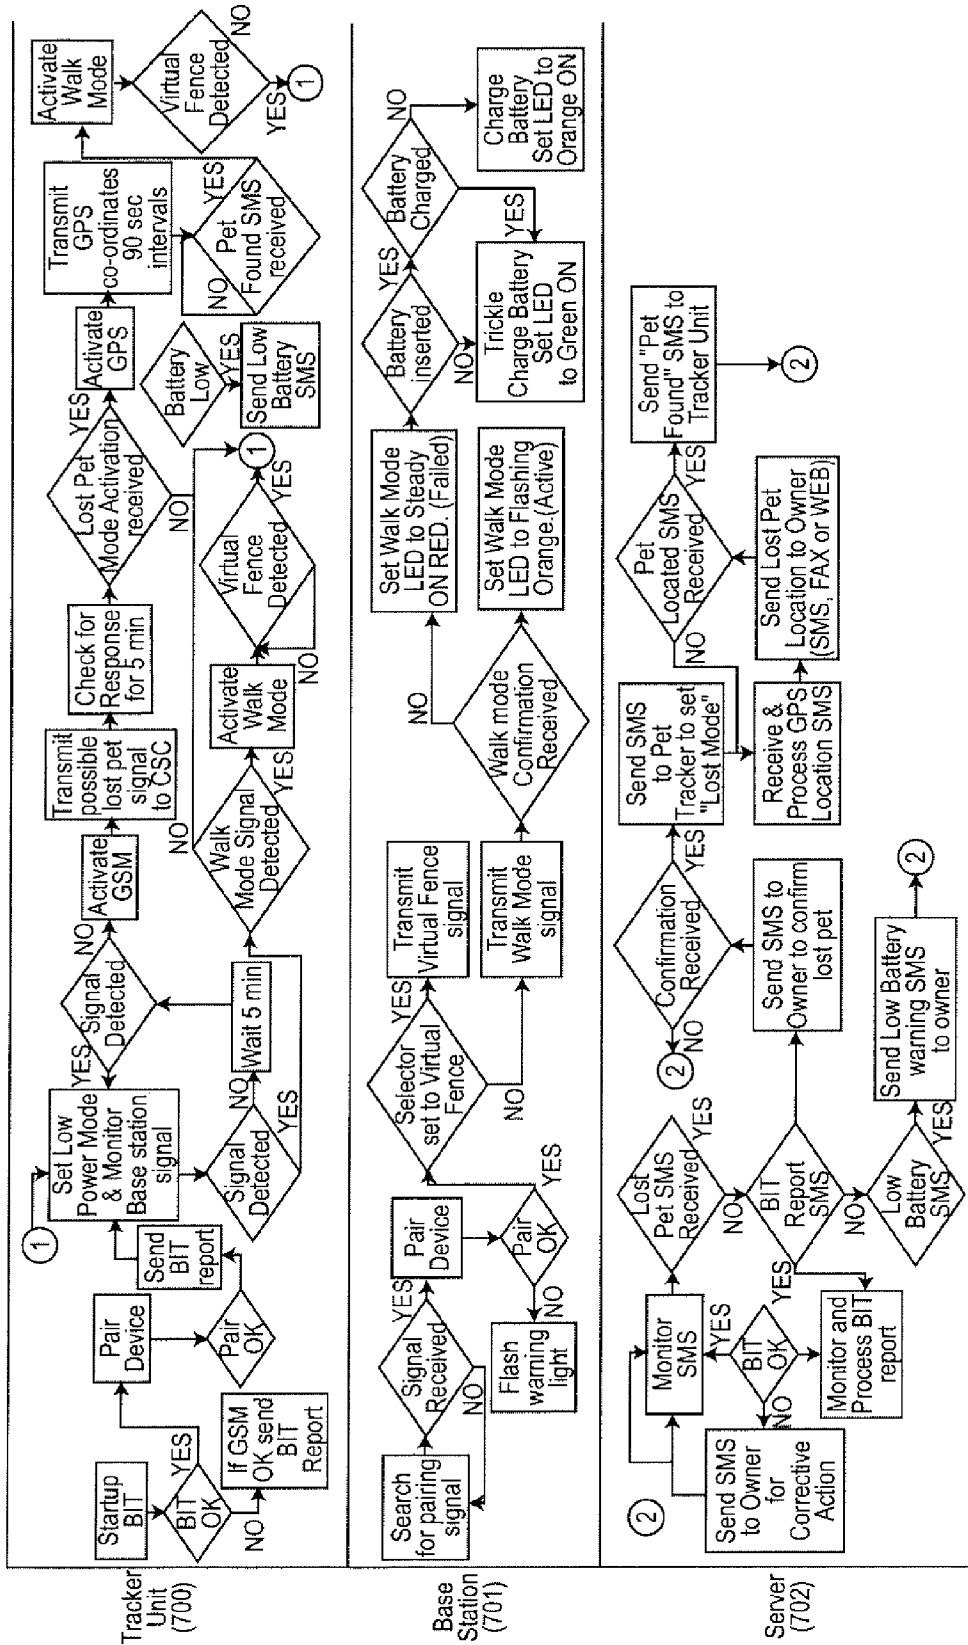 Tracker
Unit
(700)
Startup
BIT
BIT
OK
YES
NO
If GSM
OK send
BIT
Report
Pair
Device
Pair
OK
Send
BIT
report
1
Set Low
Power Mode
& Monitor
Base station
signal
Signal
Detected
NO
YES
Wait 5 min
Signal
Detected
YES
NO
Activate
GSM
Transmit
possible
lost pet
signal
to CSC
Check for
Response
for 5 min
Lost Pet
Mode Activation
received
YES
NO
Walk
Mode Signal
Detected
NO
YES
Activate
Walk
Mode
Virtual
Fence
Detected
NO
YES
1
Battery
Low
YES
Send Low
Battery
SMS
Activate
GPS
Transmit
GPS
co-ordinates
90 sec
intervals
Pet
Found SMS
received
NO
YES
Activate
Walk
Mode
Virtual
Fence
Detected
NO
YES
1
Base
Station
(701)
Search
for pairing
signal
Signal
Received
YES
NO
Pair
Device
Pair
OK
YES
NO
Flash
warning
light
Selector
set to Virtual
Fence
YES
NO
Transmit
Virtual Fence
signal
Transmit
Walk Mode
signal
Walk mode
Confirmation
Received
NO
Set Walk Mode
LED to Steady
ON RED. (Failed)
Set Walk Mode
LED to Flashing
Orange.(Active)
Battery
inserted
YES
NO
Battery
Charged
NO
YES
Trickle
Charge Battery
Set LED
to Green ON
Charge
Battery
Set LED to
Orange ON
Server
(702)
2
Send SMS
to Owner
for
Corrective
Action
Monitor
SMS
YES
BIT
OK
NO
Monitor and
Process BIT
report
Lost
Pet SMS
Received
YES
NO
BIT
Report
SMS
YES
NO
Low
Battery
SMS
YES
Send Low Battery
warning SMS
to owner
2
Send SMS to
Owner to confirm
lost pet
Confirmation
Received
NO
2
YES
Send SMS
to Pet
Tracker to set
"Lost Mode"
Receive &
Process GPS
Location SMS
Send Lost Pet
Location to Owner
(SMS, FAX or WEB)
Pet
Located SMS
Received
NO
YES
Send "Pet
Found" SMS to
Tracker Unit
2